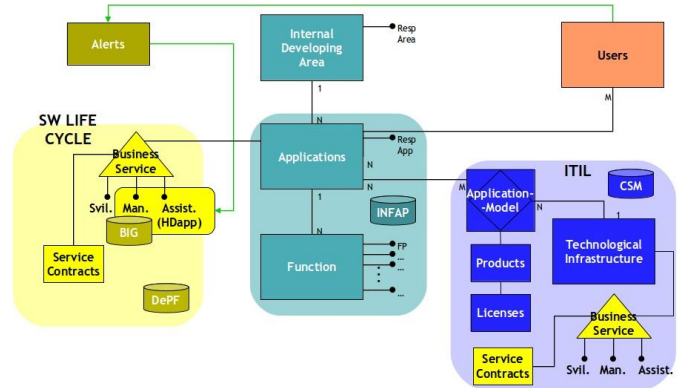 Alerts
Internal
Developing
Area
Resp
Area
Users
1
M
SW LIFE
CYCLE
N
Business
Service
Applications
Resp
App
N
N
ITIL
M
Application-
-Model
CSM
Svil.
Man.
Assist.
(HDapp)
1
INFAP
N
1
BIG
N
Technological
Infrastructure
Service
Contracts
Function
FP
...
...
...
Products
DePF
Licenses
Business
Service
Service
Contracts
Svil.
Man.
Assist.